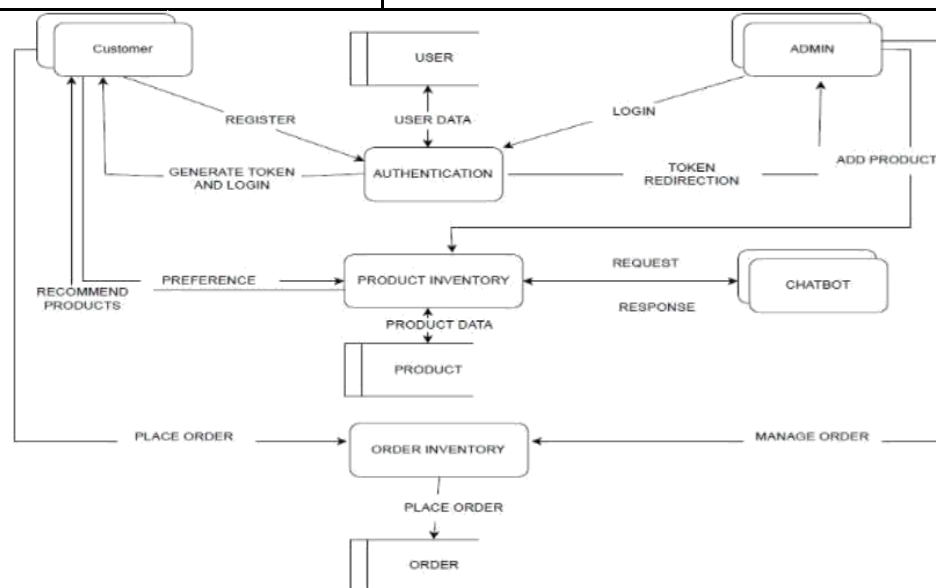 Customer
ADMIN
USER
REGISTER
USER DATA
LOGIN
GENERATE TOKEN
AND LOGIN
AUTHENTICATION
TOKEN
REDIRECTION
ADD PRODUCT
RECOMMEND
PRODUCTS
PREFERENCE
PRODUCT INVENTORY
REQUEST
RESPONSE
CHATBOT
PRODUCT DATA
PRODUCT
PLACE ORDER
ORDER INVENTORY
MANAGE ORDER
PLACE ORDER
ORDER